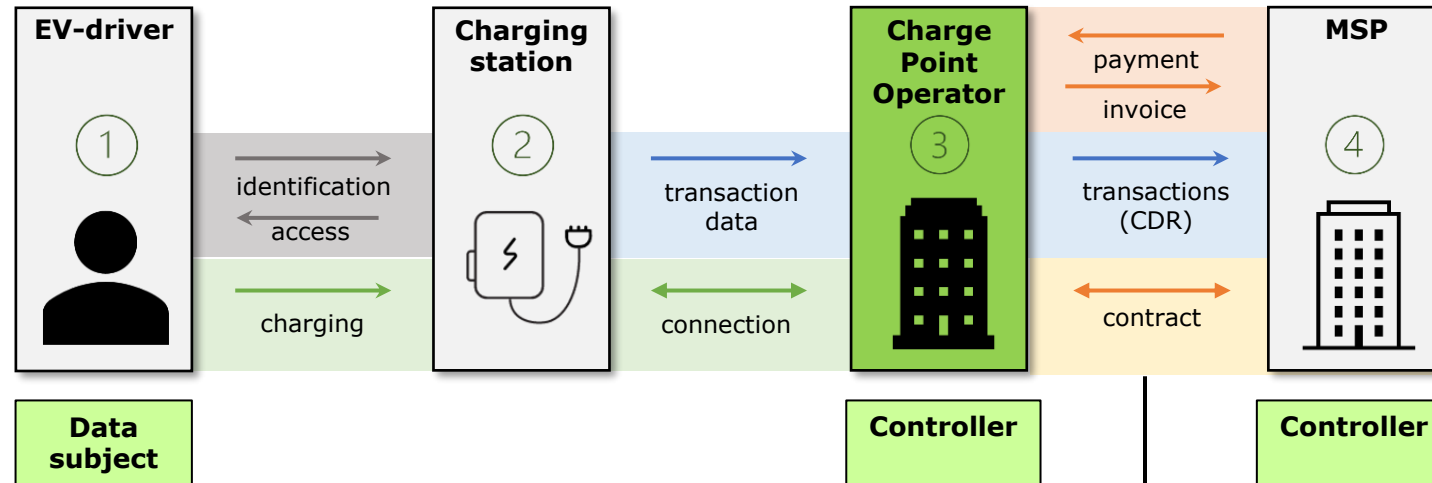 EV-driver
1
identification
access
charging
Charging
station
2
transaction
data
connection
Charge
Point
Operator
3
payment
invoice
transactions
(CDR)
contract
MSP
4
Data
subject
Controller
Controller